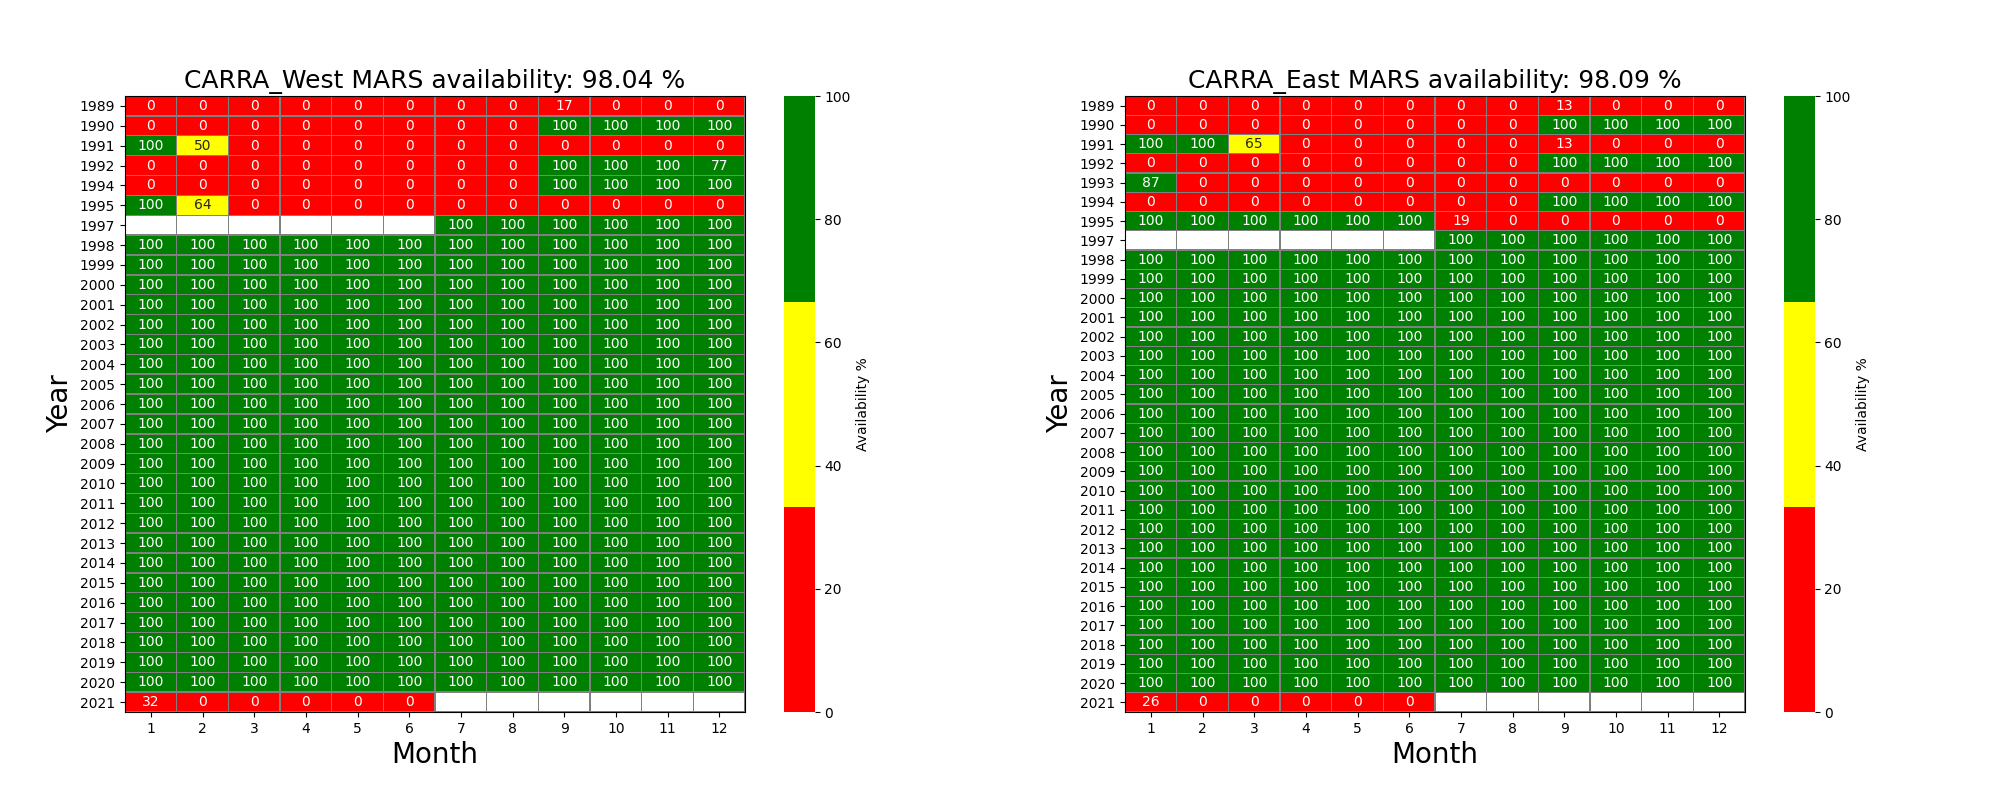 CARRA_West MARS availability: 98.04 %
1989 0 0 0 0 0 0 0 0 17 0 0 0
1990 0 0 0 0 0 0 0 0 100 100 100 100
1991 100 50 0 0 0 0 0 0 0 0 0 0
1992 0 0 0 0 0 0 0 0 100 100 100 77
1994 0 0 0 0 0 0 0 0 100 100 100 100
1995 100 64 0 0 0 0 0 0 0 0 0 0
1997 100 100 100 100 100 100
1998 100 100 100 100 100 100 100 100 100 100 100 100
1999 100 100 100 100 100 100 100 100 100 100 100 100
2000 100 100 100 100 100 100 100 100 100 100 100 100
2001 100 100 100 100 100 100 100 100 100 100 100 100
2002 100 100 100 100 100 100 100 100 100 100 100 100
2003 100 100 100 100 100 100 100 100 100 100 100 100
2004 100 100 100 100 100 100 100 100 100 100 100 100
2005 100 100 100 100 100 100 100 100 100 100 100 100
2006 100 100 100 100 100 100 100 100 100 100 100 100
2007 100 100 100 100 100 100 100 100 100 100 100 100
2008 100 100 100 100 100 100 100 100 100 100 100 100
2009 100 100 100 100 100 100 100 100 100 100 100 100
2010 100 100 100 100 100 100 100 100 100 100 100 100
2011 100 100 100 100 100 100 100 100 100 100 100 100
2012 100 100 100 100 100 100 100 100 100 100 100 100
2013 100 100 100 100 100 100 100 100 100 100 100 100
2014 100 100 100 100 100 100 100 100 100 100 100 100
2015 100 100 100 100 100 100 100 100 100 100 100 100
2016 100 100 100 100 100 100 100 100 100 100 100 100
2017 100 100 100 100 100 100 100 100 100 100 100 100
2018 100 100 100 100 100 100 100 100 100 100 100 100
2019 100 100 100 100 100 100 100 100 100 100 100 100
2020 100 100 100 100 100 100 100 100 100 100 100 100
2021 32 0 0 0 0 0
1 2 3 4 5 6 7 8 9 10 11 12
Month
Year
100
80
60
40
20
0
Availability %
CARRA_East MARS availability: 98.09 %
1989 0 0 0 0 0 0 0 0 13 0 0 0
1990 0 0 0 0 0 0 0 0 100 100 100 100
1991 100 100 65 0 0 0 0 0 13 0 0 0
1992 0 0 0 0 0 0 0 0 100 100 100 100
1993 87 0 0 0 0 0 0 0 0 0 0 0
1994 0 0 0 0 0 0 0 0 100 100 100 100
1995 100 100 100 100 100 100 19 0 0 0 0 0
1997 100 100 100 100 100 100
1998 100 100 100 100 100 100 100 100 100 100 100 100
1999 100 100 100 100 100 100 100 100 100 100 100 100
2000 100 100 100 100 100 100 100 100 100 100 100 100
2001 100 100 100 100 100 100 100 100 100 100 100 100
2002 100 100 100 100 100 100 100 100 100 100 100 100
2003 100 100 100 100 100 100 100 100 100 100 100 100
2004 100 100 100 100 100 100 100 100 100 100 100 100
2005 100 100 100 100 100 100 100 100 100 100 100 100
2006 100 100 100 100 100 100 100 100 100 100 100 100
2007 100 100 100 100 100 100 100 100 100 100 100 100
2008 100 100 100 100 100 100 100 100 100 100 100 100
2009 100 100 100 100 100 100 100 100 100 100 100 100
2010 100 100 100 100 100 100 100 100 100 100 100 100
2011 100 100 100 100 100 100 100 100 100 100 100 100
2012 100 100 100 100 100 100 100 100 100 100 100 100
2013 100 100 100 100 100 100 100 100 100 100 100 100
2014 100 100 100 100 100 100 100 100 100 100 100 100
2015 100 100 100 100 100 100 100 100 100 100 100 100
2016 100 100 100 100 100 100 100 100 100 100 100 100
2017 100 100 100 100 100 100 100 100 100 100 100 100
2018 100 100 100 100 100 100 100 100 100 100 100 100
2019 100 100 100 100 100 100 100 100 100 100 100 100
2020 100 100 100 100 100 100 100 100 100 100 100 100
2021 26 0 0 0 0 0
1 2 3 4 5 6 7 8 9 10 11 12
Month
Year
100
80
60
40
20
0
Availability %